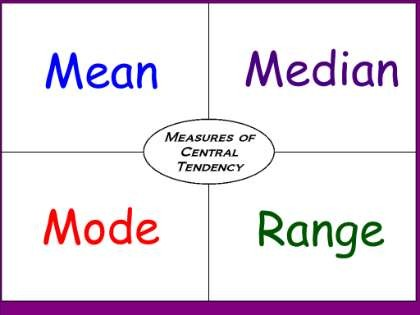 Mean
Median
MEASURES OF
CENTRAL
TENDENCY
Mode
Range